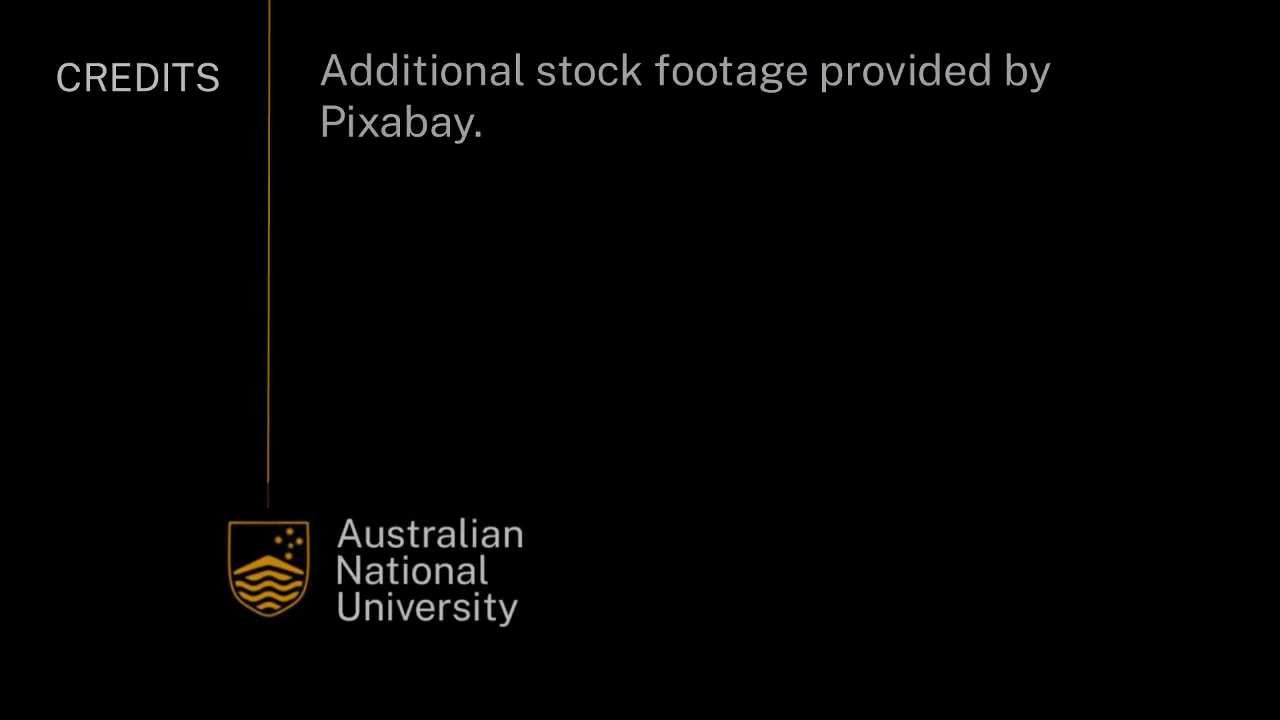 CREDITS
Additional stock footage provided by
Pixabay.
Australian
National
University